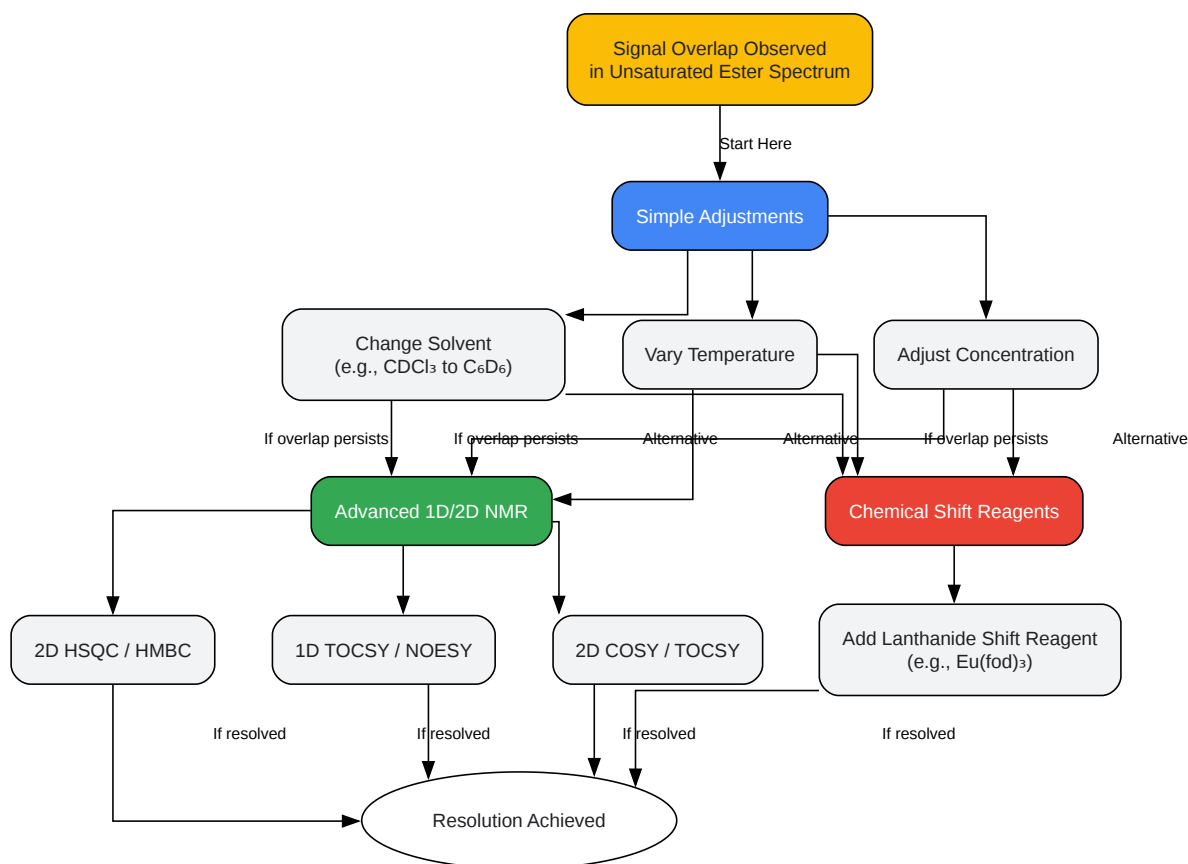 Signal Overlap Observed
in Unsaturated Ester Spectrum
Start Here
Simple Adjustments
Change Solvent
(e.g., CDCl₃ to C₆D₆)
Vary Temperature
Adjust Concentration
If overlap persists
If overlap persists
Alternative
Alternative
If overlap persists
Alternative
Advanced 1D/2D NMR
Chemical Shift Reagents
2D HSQC / HMBC
1D TOCSY / NOESY
2D COSY / TOCSY
Add Lanthanide Shift Reagent
(e.g., Eu(fod)₃)
If resolved
If resolved
If resolved
If resolved
Resolution Achieved